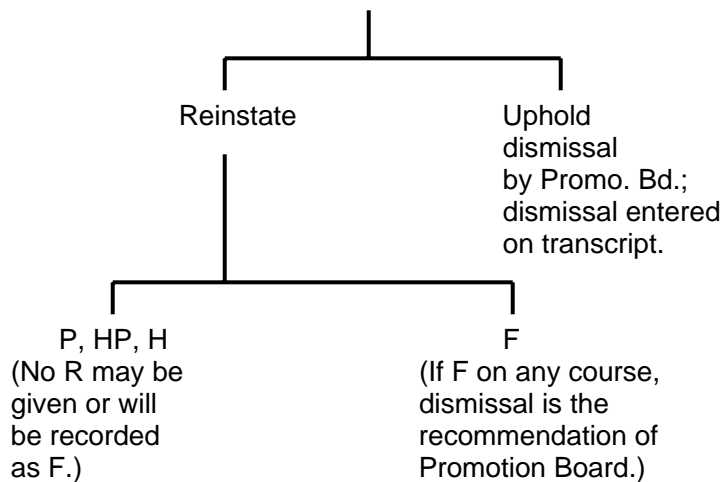 Reinstate
Uphold
dismissal
by Promo. Bd.;
dismissal entered
on transcript.
P, HP, H
(No R may be
given or will
be recorded
as F.)
F
(If F on any course,
dismissal is the
recommendation of
Promotion Board.)